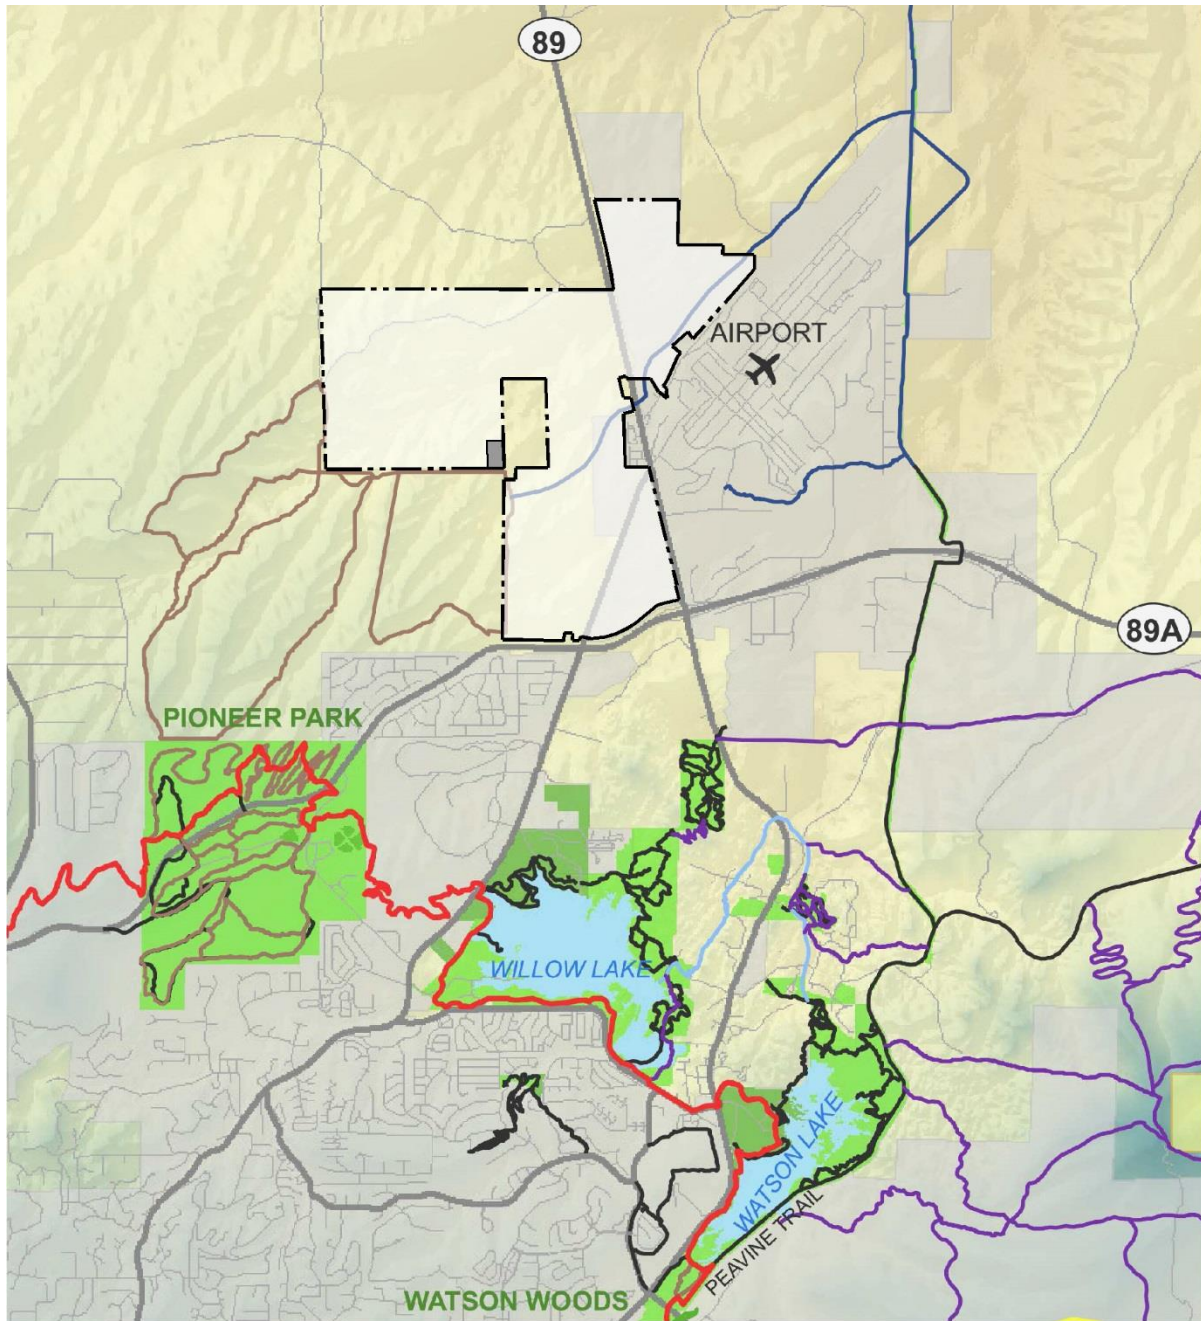 89
AIRPORT
89A
PIONEER PARK
WILLOW LAKE
WATSON LAKE
PEAVINE TRAIL
WATSON WOODS